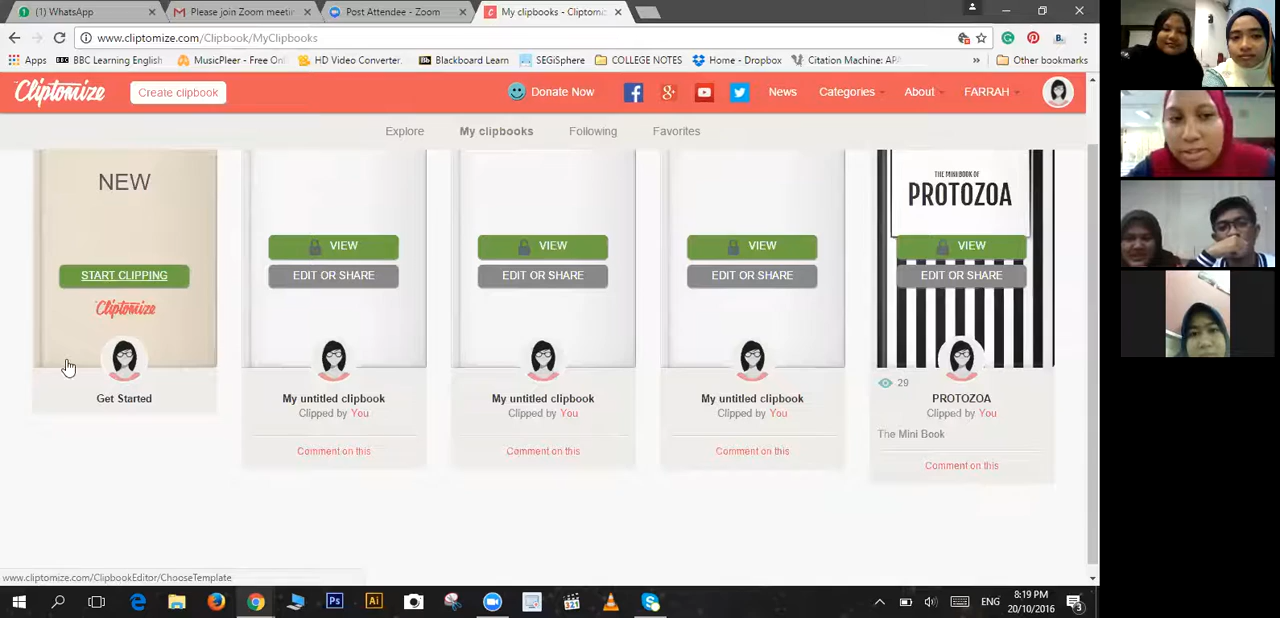 (1) WhatsApp
Please join Zoom meetin
Post Attendee - Zoom
My clipbooks - Cliptomiz
www.cliptomize.com/Clipbook/MyClipbooks
Apps
BBC Learning English
MusicPleer - Free Onl
HD Video Converter.
Blackboard Learn
SEGiSphere
COLLEGE NOTES
Home - Dropbox
Citation Machine: AP
»
Other bookmarks
Cliptomize
Create clipbook
Donate Now
News
Categories
About
FARRAH
Explore
My clipbooks
Following
Favorites
NEW
START CLIPPING
Cliptomize
Get Started
VIEW
EDIT OR SHARE
My untitled clipbook
Clipped by You
Comment on this
VIEW
EDIT OR SHARE
My untitled clipbook
Clipped by You
Comment on this
VIEW
EDIT OR SHARE
My untitled clipbook
Clipped by You
Comment on this
THE MINI BOOK OF
PROTOZOA
VIEW
EDIT OR SHARE
29
PROTOZOA
Clipped by You
The Mini Book
Comment on this
www.cliptomize.com/ClipbookEditor/ChooseTemplate
Ps
Ai
321
ENG
8:19 PM
20/10/2016
3